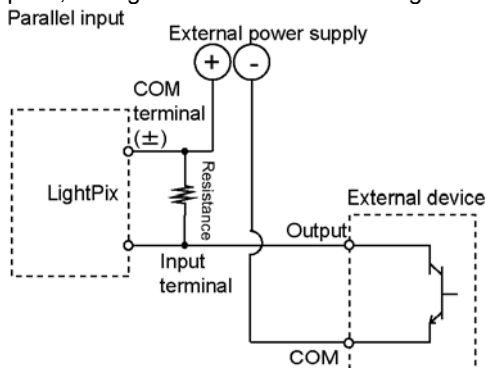 Parallel input
External power supply
+
-
COM
terminal
(±)
Resistance
LightPix
External device
Output
Input
terminal
COM